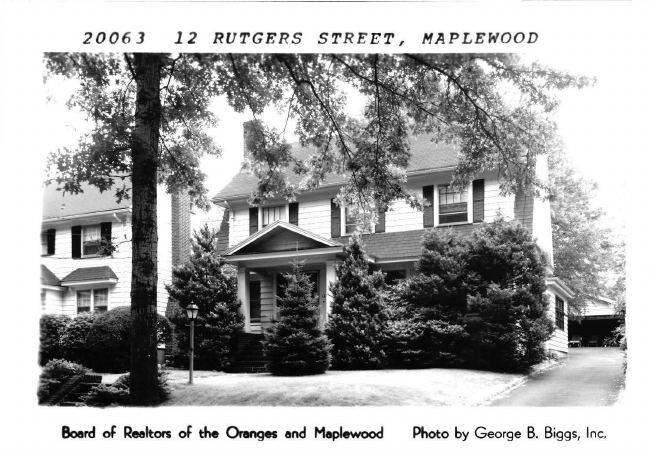 20063 12 RUTGERS STREET, MAPLEWOOD
Board of Realtors of the Oranges and Maplewood Photo by George B. Biggs, Inc.